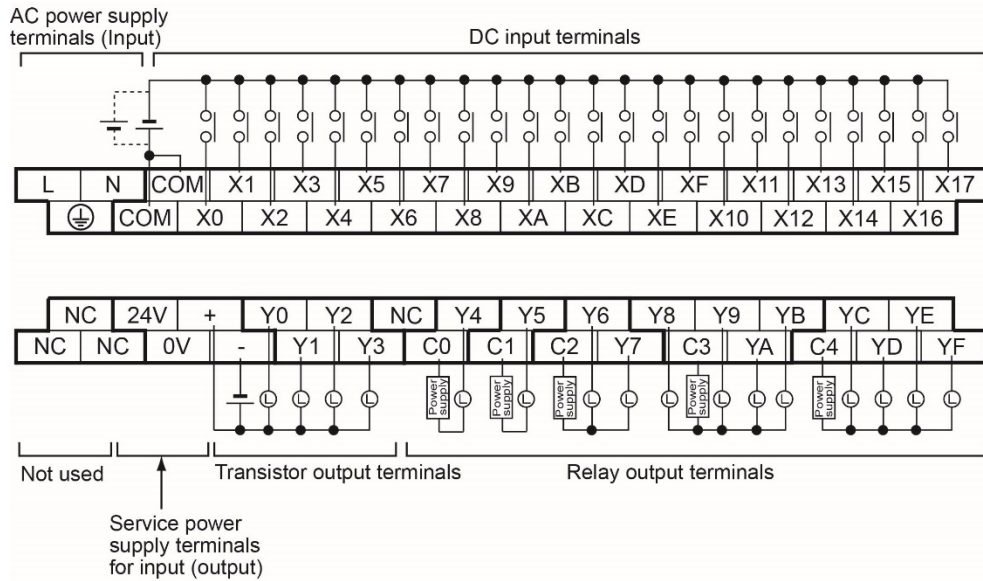 AC power supply
terminals (Input)
DC input terminals
L N COM X1 X3 X5 X7 X9 XB XD XF X11 X13 X15 X17
COM X0 X2 X4 X6 X8 XA XC XE X10 X12 X14 X16
NC 24V + Y0 Y2 NC Y4 Y5 Y6 Y8 Y9 YB YC YE
NC NC 0V - Y1 Y3 C0 C1 C2 Y7 C3 YA C4 YD YF
L L L L Power supply L Power supply L Power supply L L L Power supply L L Power supply L L L L
Not used
Transistor output terminals
Relay output terminals
Service power
supply terminals
for input (output)